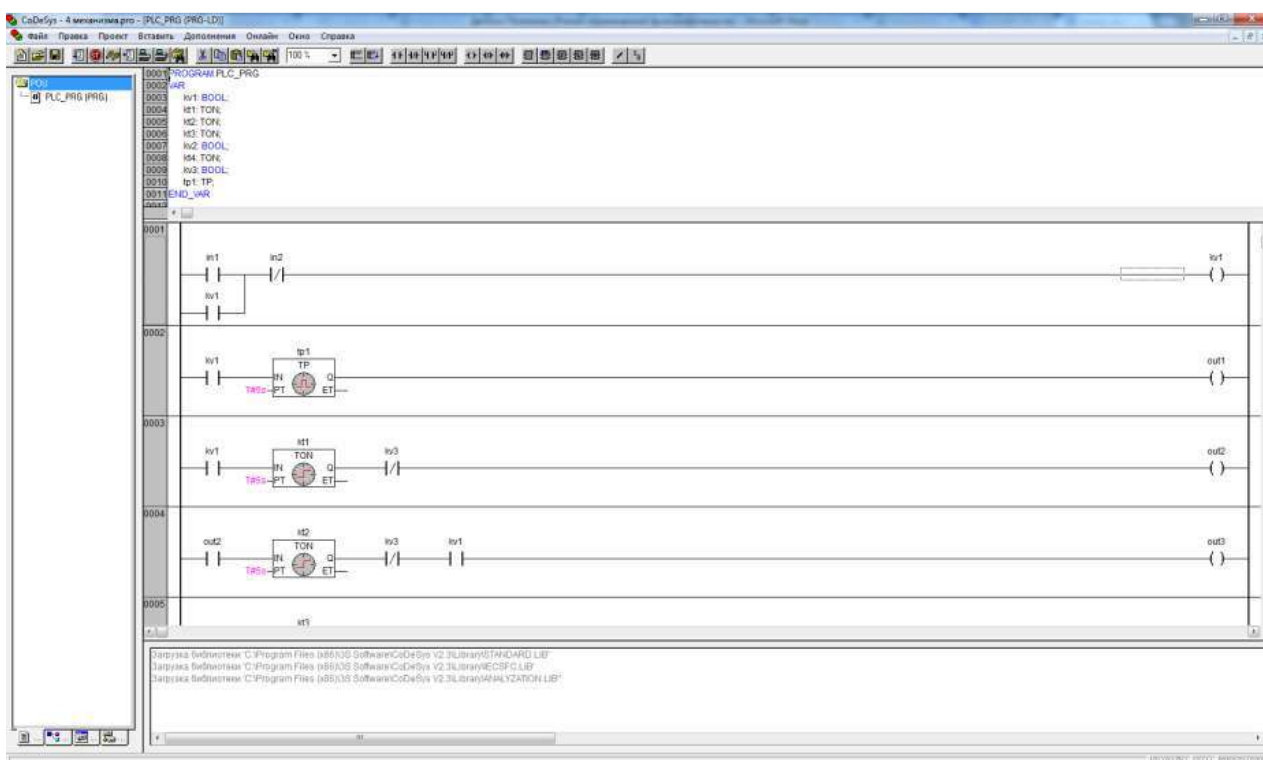 CoDeSys - 4 механизма.pro - [PLC_PRG (PRG-LD)]
Файл Правка Проект Вставить Дополнения Онлайн Окно Справка
100 %
POU
PLC_PRG (PRG)
0001 PROGRAM PLC_PRG
0002 VAR
0003 kv1: BOOL;
0004 kt1: TON;
0005 kt2: TON;
0006 kt3: TON;
0007 kv2: BOOL;
0008 kt4: TON;
0009 kv3: BOOL;
0010 tp1: TP;
0011 END_VAR
0012
0001
in1 in2 kv1
kv1
0002
tp1
kv1 TP out1
IN Q
T#5s PT ET
0003
kt1
kv1 TON kv3 out2
IN Q
T#5s PT ET
0004
kt2
out2 TON kv3 kv1 out3
IN Q
T#5s PT ET
0005
kt3
Загрузка библиотеки 'C:\Program Files (x86)\3S Software\CoDeSys V2.3\Library\STANDARD.LIB'
Загрузка библиотеки 'C:\Program Files (x86)\3S Software\CoDeSys V2.3\Library\IECSFC.LIB'
Загрузка библиотеки 'C:\Program Files (x86)\3S Software\CoDeSys V2.3\Library\ANALYZATION.LIB'